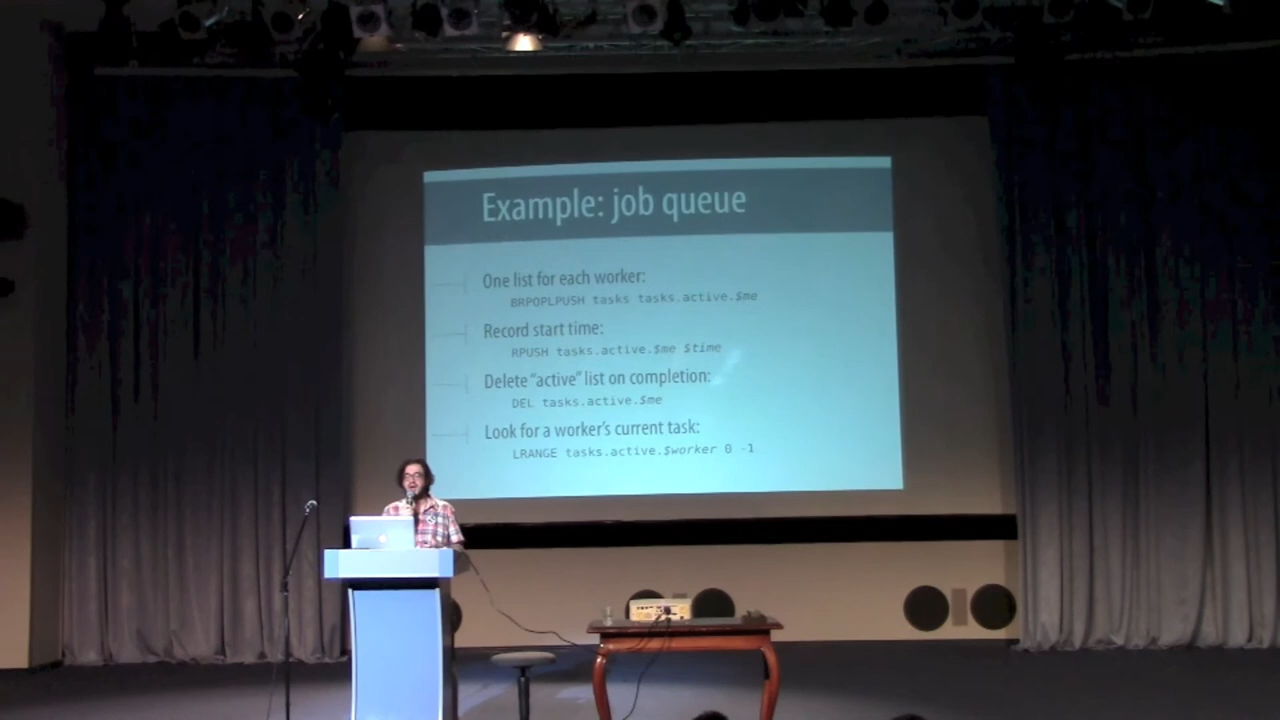 Example: job queue
One list for each worker:
BRPOPLPUSH tasks tasks.active.$me
Record start time:
RPUSH tasks.active.$me $time
Delete “active” list on completion:
DEL tasks.active.$me
Look for a worker’s current task:
LRANGE tasks.active.$worker 0 -1